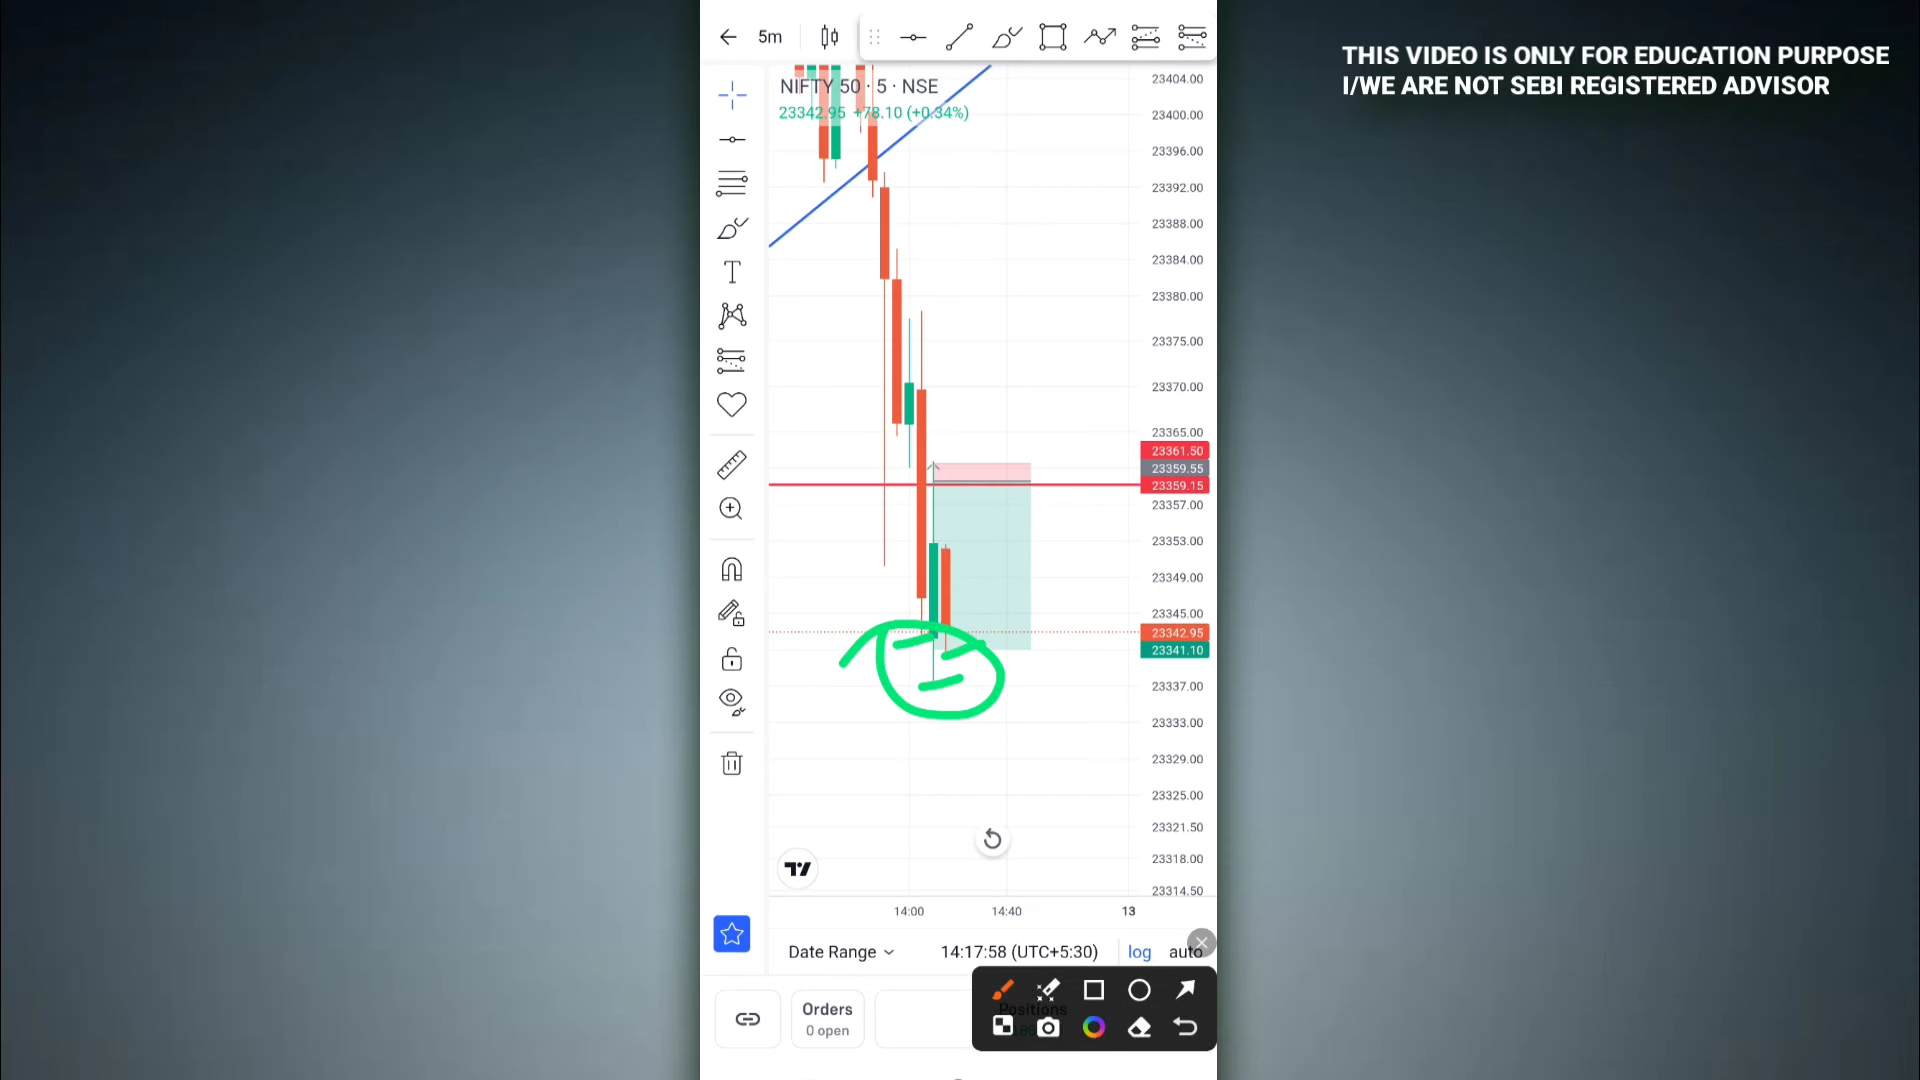 THIS VIDEO IS ONLY FOR EDUCATION PURPOSE
I/WE ARE NOT SEBI REGISTERED ADVISOR
5m
NIFTY 50 · 5 · NSE
23342.95 +78.10 (+0.34%)
23404.00
23400.00
23396.00
23392.00
23388.00
23384.00
23380.00
23375.00
23370.00
23365.00
23361.50
23359.55
23359.15
23357.00
23353.00
23349.00
23345.00
23342.95
23341.10
23337.00
23333.00
23329.00
23325.00
23321.50
23318.00
23314.50
14:00 14:40 13
Date Range 14:17:58 (UTC+5:30) log auto
Orders
0 open
Positions